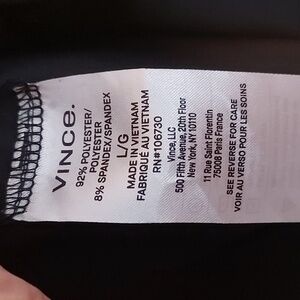 VINCE.
92% POLYESTER/
POLYESTER
8% SPANDEX/SPANDEX
L/G
MADE IN VIETNAM
FABRIQUÉ AU VIETNAM
RN#106730
Vince, LLC
500 Fifth Avenue, 20th Floor
New York, NY 10110
11 Rue Saint Florentin
75008 Paris France
SEE REVERSE FOR CARE
VOIR AU VERSO POUR LES SOINS